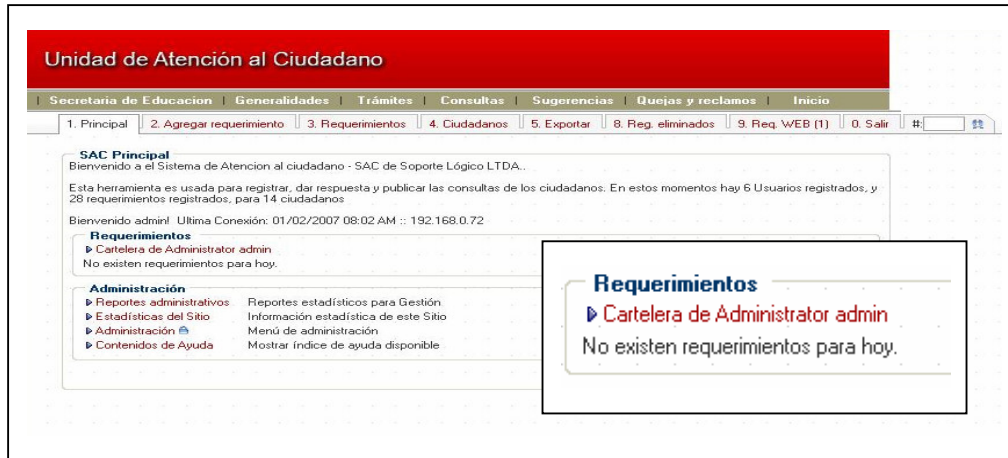 Unidad de Atención al Ciudadano
| Secretaria de Educacion | Generalidades | Trámites | Consultas | Sugerencias | Quejas y reclamos | Inicio
1. Principal 2. Agregar requerimiento 3. Requerimientos 4. Ciudadanos 5. Exportar 8. Reg. eliminados 9. Req. WEB (1) 0. Salir #:
SAC Principal
Bienvenido a el Sistema de Atencion al ciudadano - SAC de Soporte Lógico LTDA..
Esta herramienta es usada para registrar, dar respuesta y publicar las consultas de los ciudadanos. En estos momentos hay 6 Usuarios registrados, y
28 requerimientos registrados, para 14 ciudadanos
Bienvenido admin! Ultima Conexión: 01/02/2007 08:02 AM :: 192.168.0.72
Requerimientos
Cartelera de Administrator admin
No existen requerimientos para hoy.
Administración
Reportes administrativos Reportes estadísticos para Gestión
Estadísticas del Sitio Información estadística de este Sitio
Administración Menú de administración
Contenidos de Ayuda Mostrar índice de ayuda disponible
Requerimientos
Cartelera de Administrator admin
No existen requerimientos para hoy.